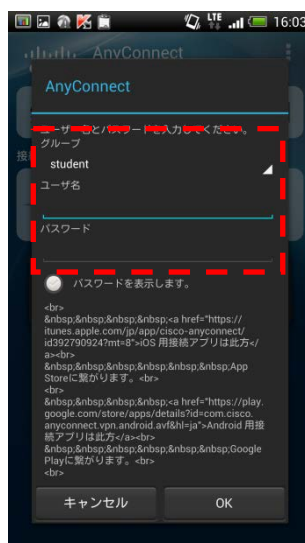 LTE 16:03
AnyConnect
AnyConnect
ユーザー名とパスワードを入力してください。
グループ
接
student
ユーザ名
パスワード
パスワードを表示します。
<br>
&nbsp;&nbsp;&nbsp;&nbsp;<a href="https://
itunes.apple.com/jp/app/cisco-anyconnect/
id392790924?mt=8">iOS 用接続アプリは此方</
a><br>
&nbsp;&nbsp;&nbsp;&nbsp;&nbsp;&nbsp;App
Storeに繋がります。<br>
<br>
&nbsp;&nbsp;&nbsp;&nbsp;<a href="https://play.
google.com/store/apps/details?id=com.cisco.
anyconnect.vpn.android.avf&hl=ja">Android 用接
続アプリは此方</a><br>
&nbsp;&nbsp;&nbsp;&nbsp;&nbsp;&nbsp;Google
Playに繋がります。<br>
<br>
キャンセル OK